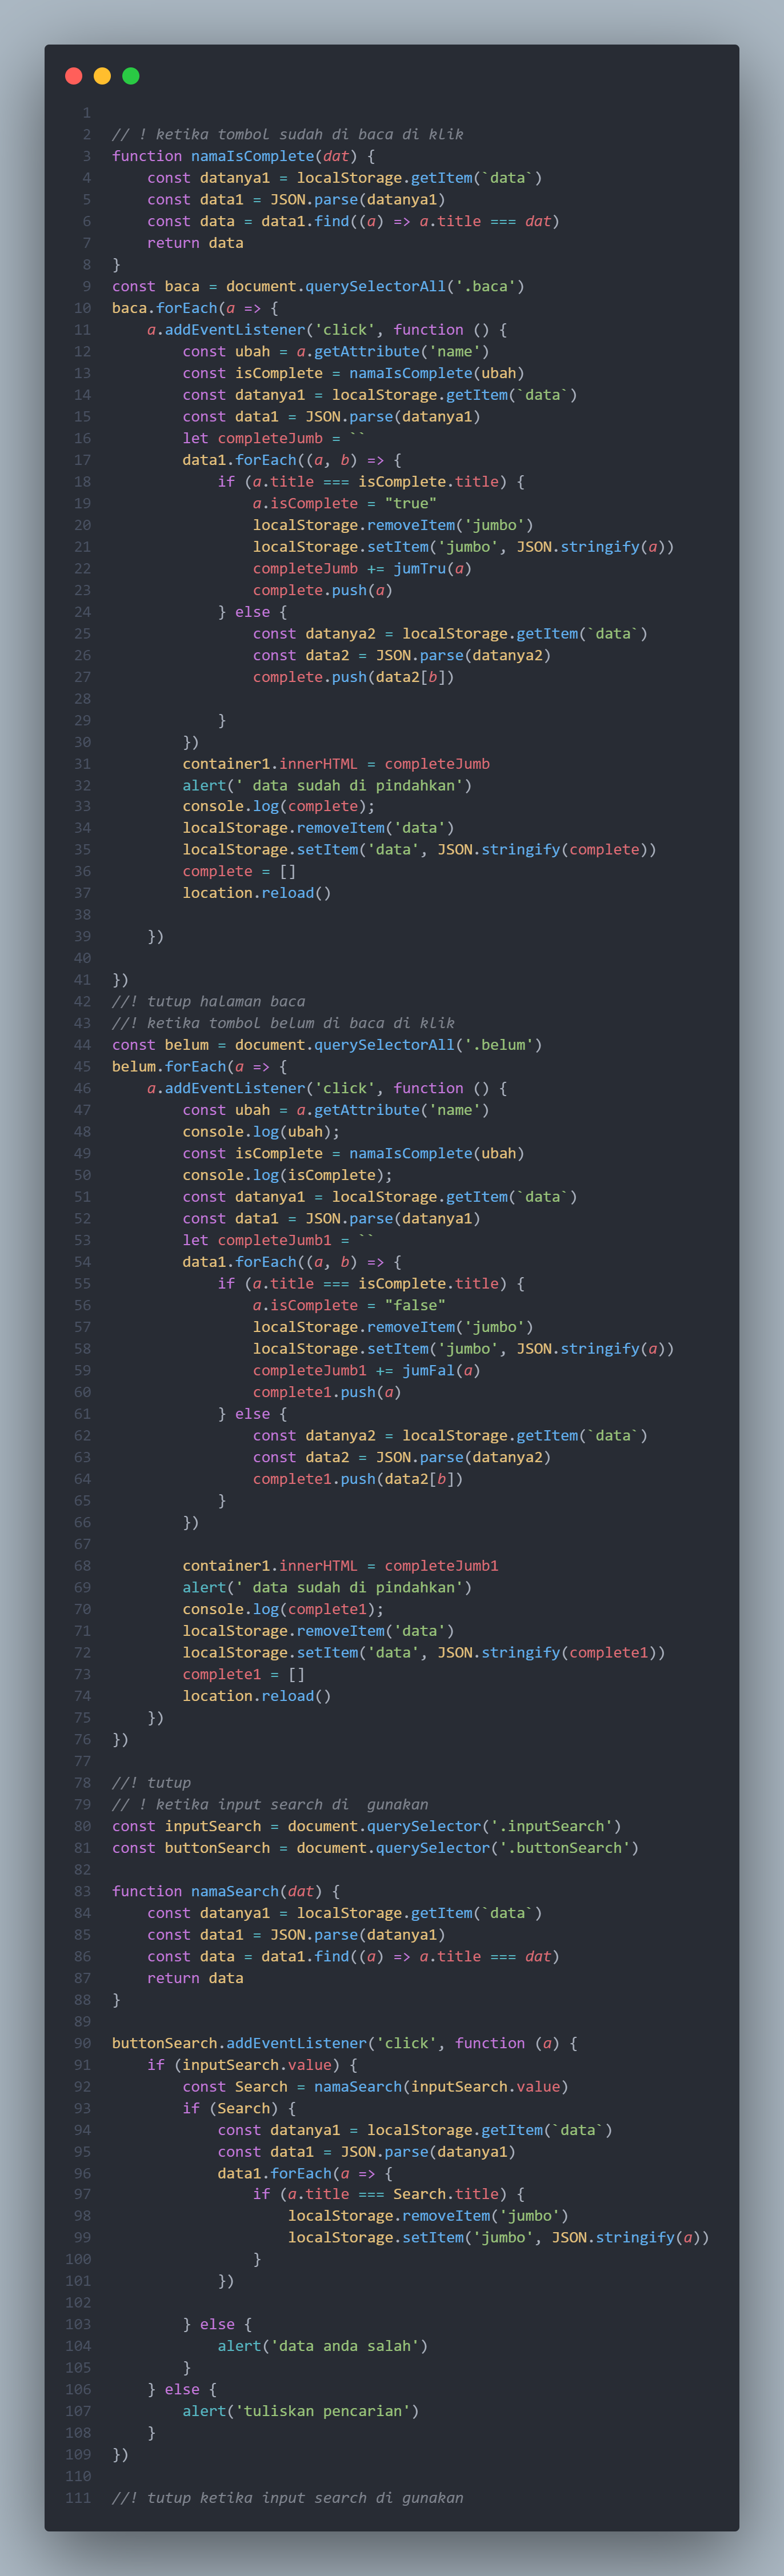 1
2 // ! ketika tombol sudah di baca di klik
3 function namaIsComplete(dat) {
4     const datanya1 = localStorage.getItem(`data`)
5     const data1 = JSON.parse(datanya1)
6     const data = data1.find((a) => a.title === dat)
7     return data
8 }
9 const baca = document.querySelectorAll('.baca')
10 baca.forEach(a => {
11     a.addEventListener('click', function () {
12         const ubah = a.getAttribute('name')
13         const isComplete = namaIsComplete(ubah)
14         const datanya1 = localStorage.getItem(`data`)
15         const data1 = JSON.parse(datanya1)
16         let completeJumb = ``
17         data1.forEach((a, b) => {
18             if (a.title === isComplete.title) {
19                 a.isComplete = "true"
20                 localStorage.removeItem('jumbo')
21                 localStorage.setItem('jumbo', JSON.stringify(a))
22                 completeJumb += jumTru(a)
23                 complete.push(a)
24             } else {
25                 const datanya2 = localStorage.getItem(`data`)
26                 const data2 = JSON.parse(datanya2)
27                 complete.push(data2[b])
28
29             }
30         })
31         container1.innerHTML = completeJumb
32         alert(' data sudah di pindahkan')
33         console.log(complete);
34         localStorage.removeItem('data')
35         localStorage.setItem('data', JSON.stringify(complete))
36         complete = []
37         location.reload()
38
39     })
40
41 })
42 //! tutup halaman baca
43 //! ketika tombol belum di baca di klik
44 const belum = document.querySelectorAll('.belum')
45 belum.forEach(a => {
46     a.addEventListener('click', function () {
47         const ubah = a.getAttribute('name')
48         console.log(ubah);
49         const isComplete = namaIsComplete(ubah)
50         console.log(isComplete);
51         const datanya1 = localStorage.getItem(`data`)
52         const data1 = JSON.parse(datanya1)
53         let completeJumb1 = ``
54         data1.forEach((a, b) => {
55             if (a.title === isComplete.title) {
56                 a.isComplete = "false"
57                 localStorage.removeItem('jumbo')
58                 localStorage.setItem('jumbo', JSON.stringify(a))
59                 completeJumb1 += jumFal(a)
60                 complete1.push(a)
61             } else {
62                 const datanya2 = localStorage.getItem(`data`)
63                 const data2 = JSON.parse(datanya2)
64                 complete1.push(data2[b])
65             }
66         })
67
68         container1.innerHTML = completeJumb1
69         alert(' data sudah di pindahkan')
70         console.log(complete1);
71         localStorage.removeItem('data')
72         localStorage.setItem('data', JSON.stringify(complete1))
73         complete1 = []
74         location.reload()
75     })
76 })
77
78 //! tutup
79 // ! ketika input search di  gunakan
80 const inputSearch = document.querySelector('.inputSearch')
81 const buttonSearch = document.querySelector('.buttonSearch')
82
83 function namaSearch(dat) {
84     const datanya1 = localStorage.getItem(`data`)
85     const data1 = JSON.parse(datanya1)
86     const data = data1.find((a) => a.title === dat)
87     return data
88 }
89
90 buttonSearch.addEventListener('click', function (a) {
91     if (inputSearch.value) {
92         const Search = namaSearch(inputSearch.value)
93         if (Search) {
94             const datanya1 = localStorage.getItem(`data`)
95             const data1 = JSON.parse(datanya1)
96             data1.forEach(a => {
97                 if (a.title === Search.title) {
98                     localStorage.removeItem('jumbo')
99                     localStorage.setItem('jumbo', JSON.stringify(a))
100                 }
101             })
102
103         } else {
104             alert('data anda salah')
105         }
106     } else {
107         alert('tuliskan pencarian')
108     }
109 })
110
111 //! tutup ketika input search di gunakan